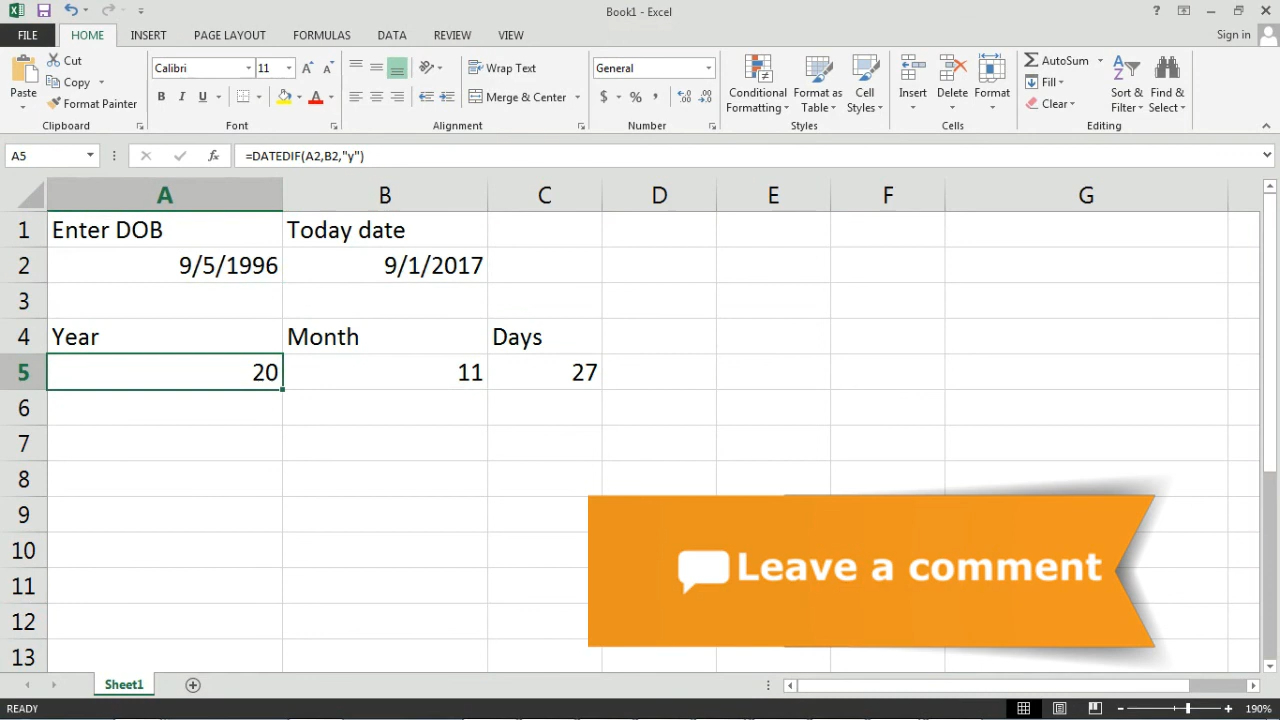 Book1 - Excel
?
FILE HOME INSERT PAGE LAYOUT FORMULAS DATA REVIEW VIEW Sign in
Paste Cut Copy Format Painter Clipboard
Calibri 11 A A B I U A Font
Wrap Text Merge & Center Alignment
General $ % , .00 .0 Number
Conditional Formatting Format as Table Cell Styles Styles
Insert Delete Format Cells
AutoSum Fill Clear Sort & Filter Find & Select Editing
A5 fx =DATEDIF(A2,B2,"y")
A B C D E F G
1 Enter DOB Today date
2 9/5/1996 9/1/2017
3
4 Year Month Days
5 20 11 27
6
7
8
9
10
11
12
13
Leave a comment
Sheet1
READY 190%